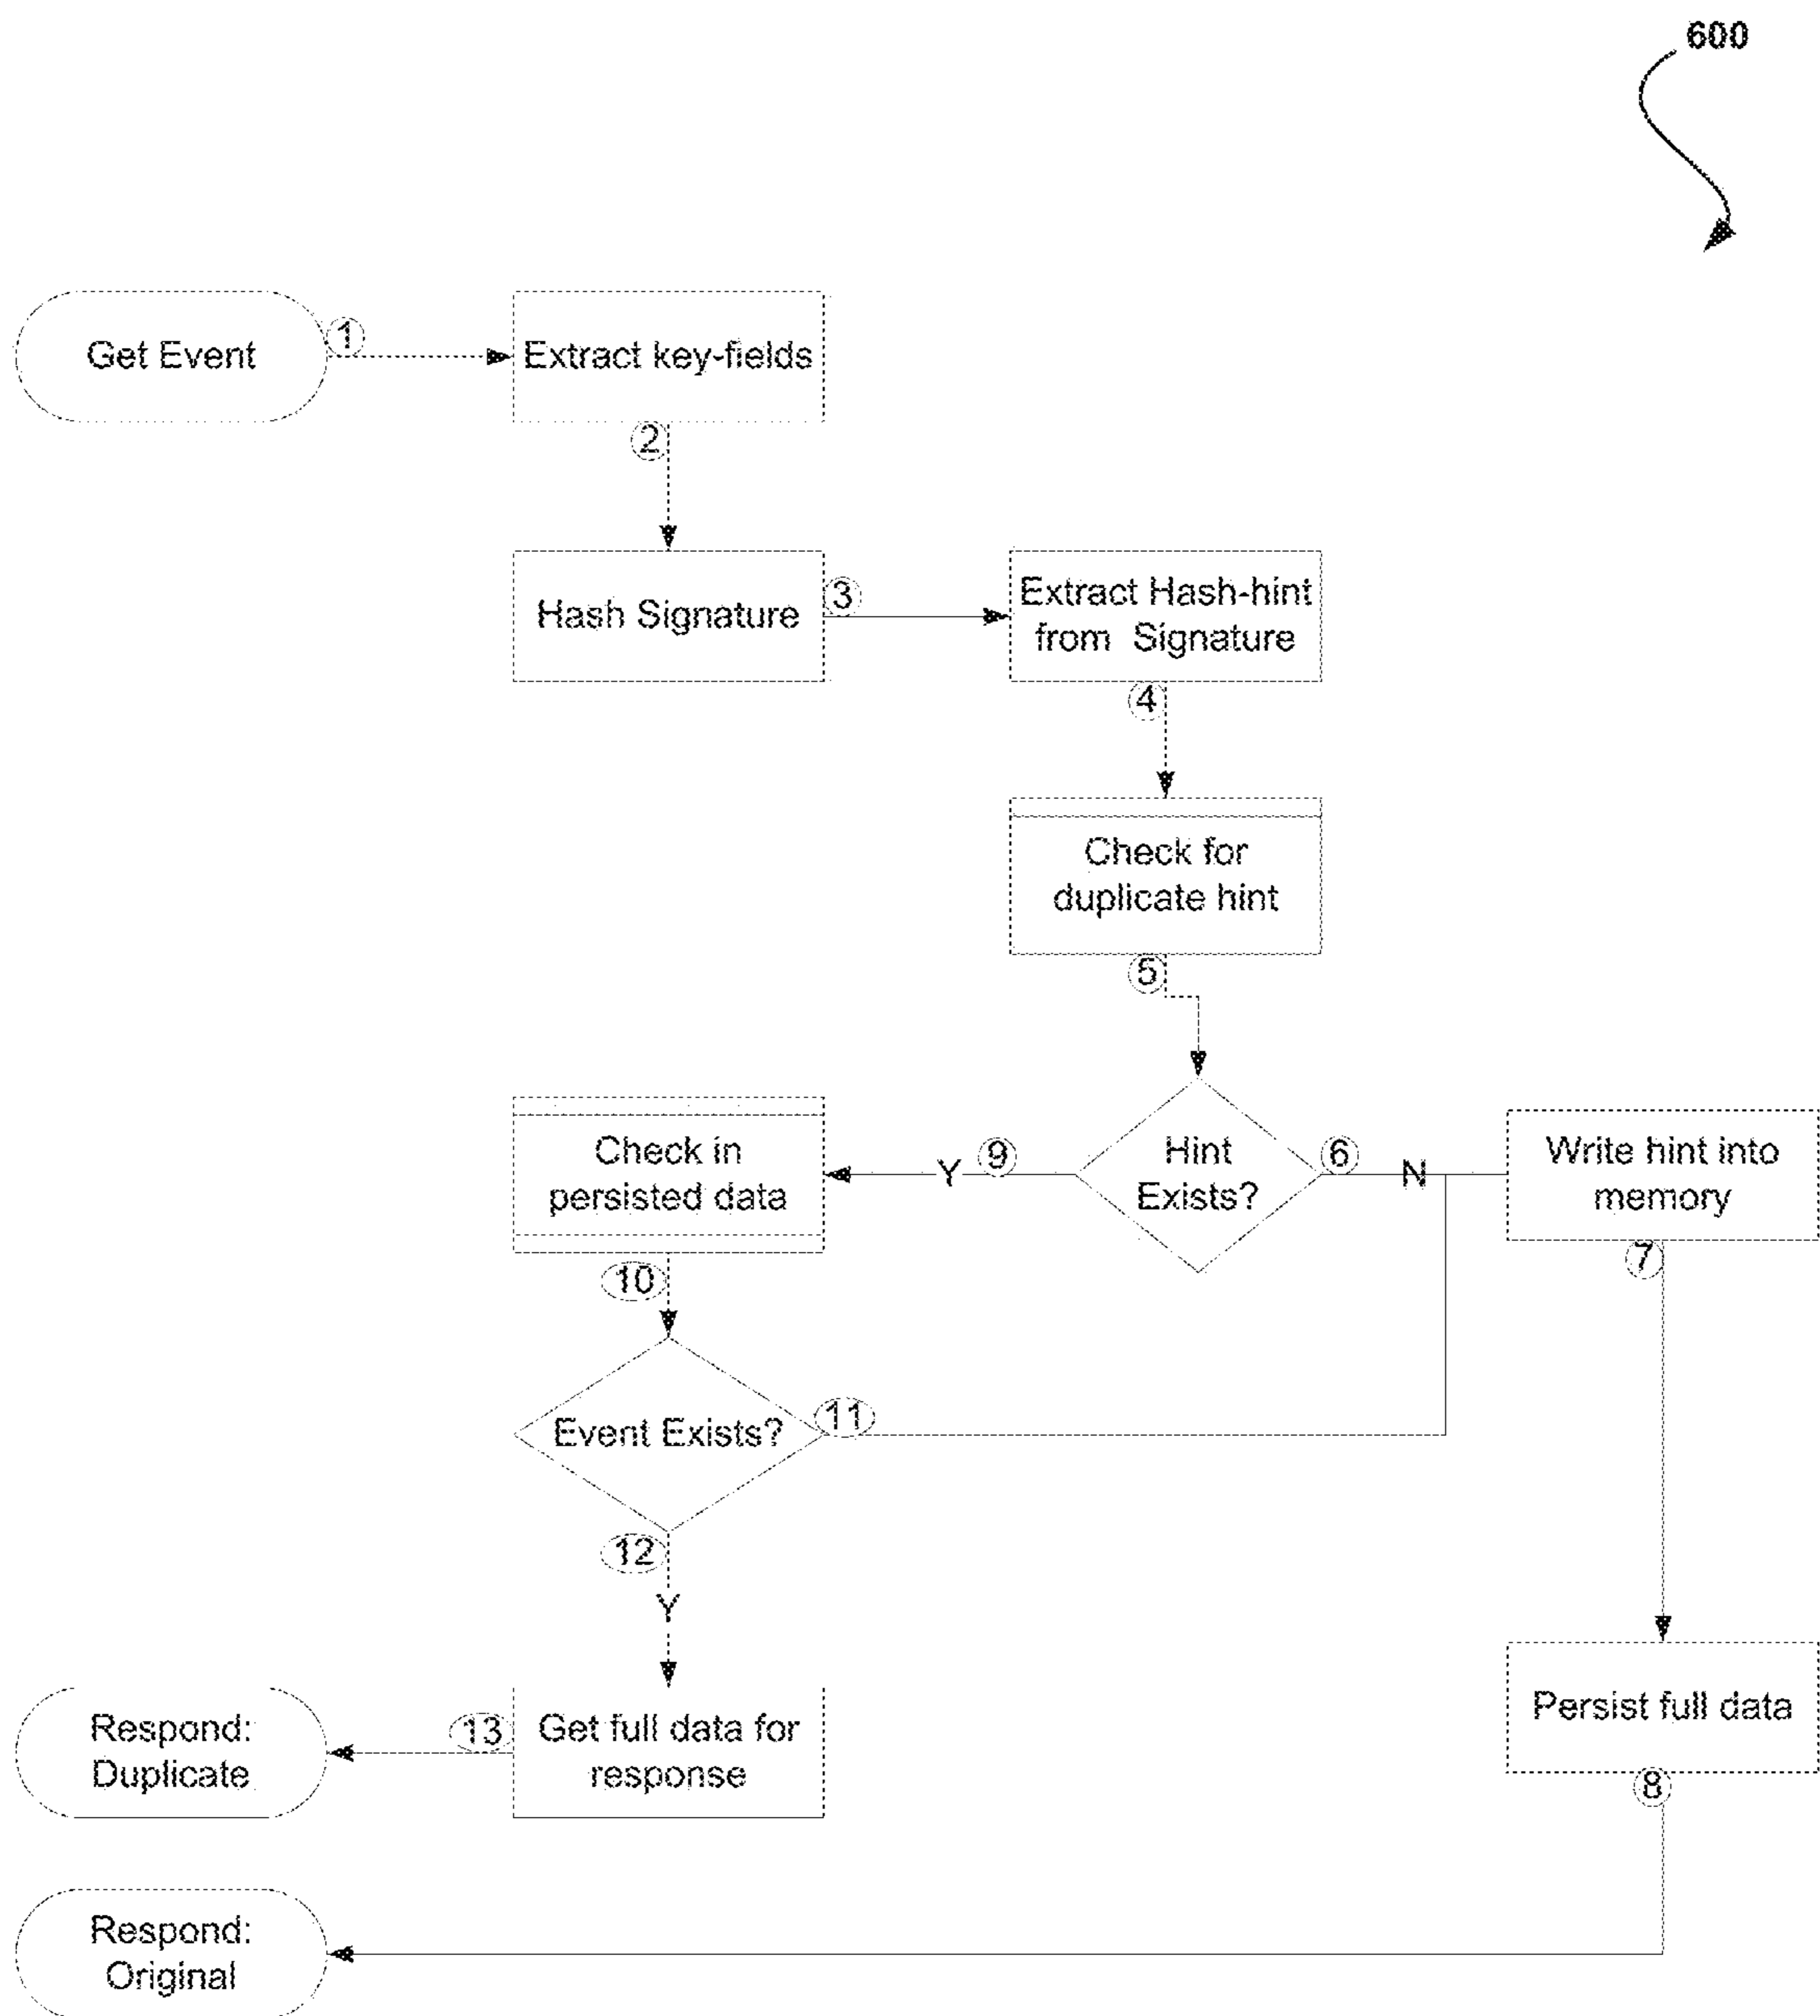 600
Get Event
1
Extract key-fields
2
Hash Signature
3
Extract Hash-hint
from Signature
4
Check for
duplicate hint
5
Hint
Exists?
6
N
Write hint into
memory
7
9
Y
Check in
persisted data
10
Event Exists?
11
12
Y
Get full data for
response
13
Respond:
Duplicate
Persist full data
8
Respond:
Original